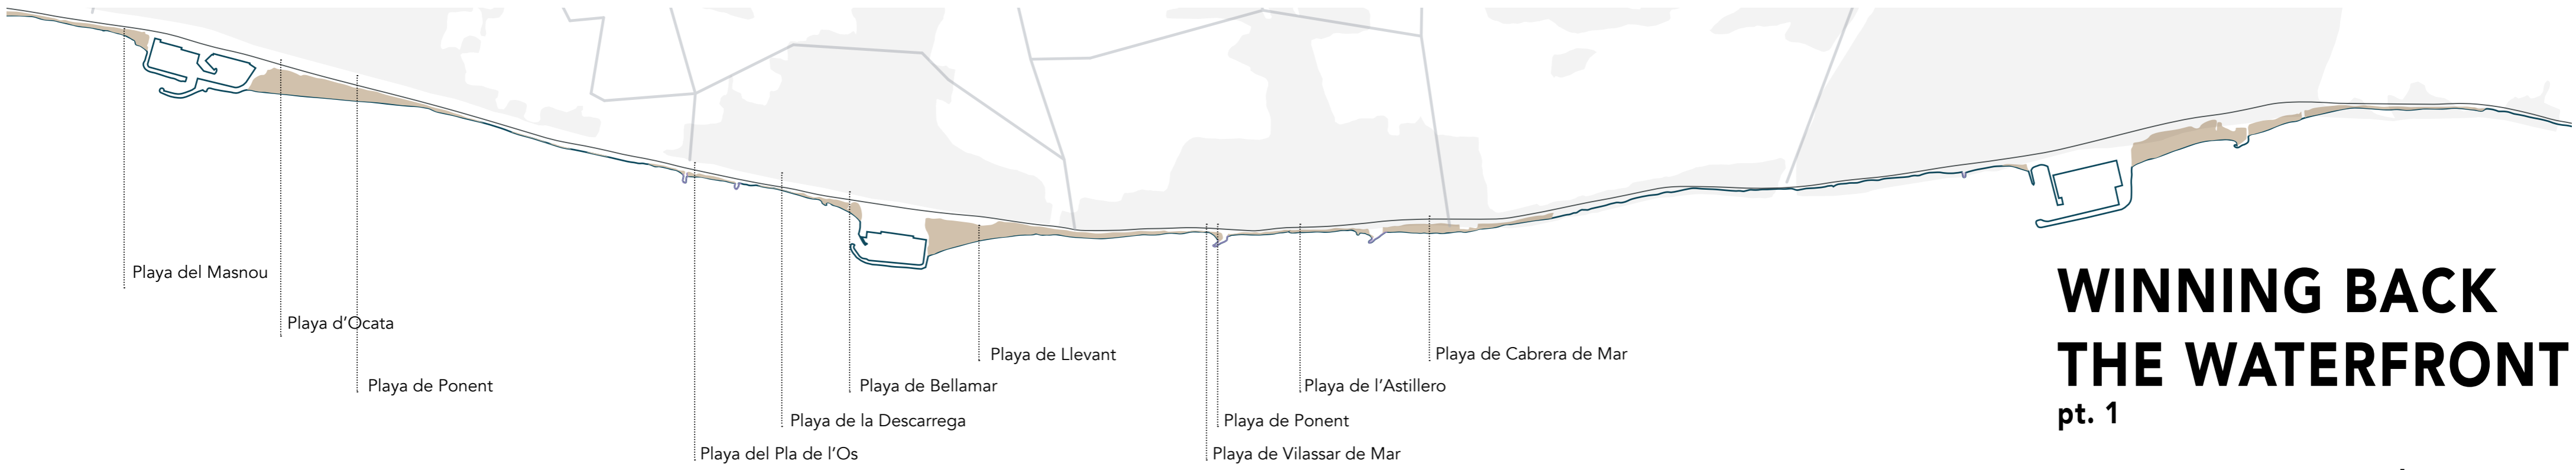 Playa del Masnou
Playa d'Ocata
Playa de Ponent
Playa del Pla de l'Os
Playa de la Descarrega
Playa de Bellamar
Playa de Llevant
Playa de Vilassar de Mar
Playa de Ponent
Playa de l'Astillero
Playa de Cabrera de Mar
WINNING BACK
THE WATERFRONT
pt. 1